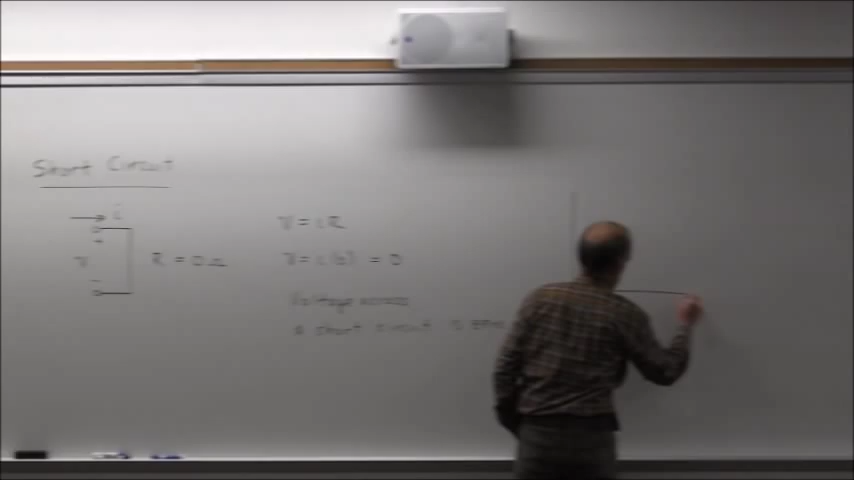 Short Circuit
i
+
v
-
R = 0Ω
V = iR
V = i(0) = 0
Voltage across
a short circuit is zero